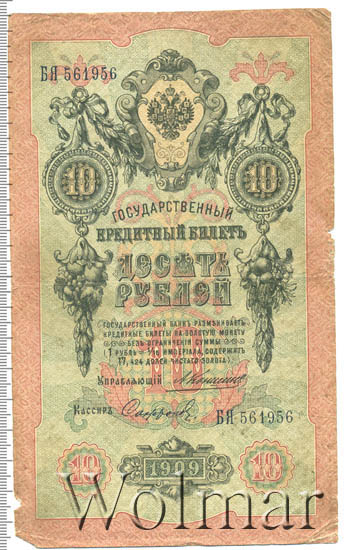 БЯ 561956
10 10
ГОСУДАРСТВЕННЫЙ
КРЕДИТНЫЙ БИЛЕТЪ
ДЕСЯТЬ
РУБЛЕЙ
ГОСУДАРСТВЕННЫЙ БАНКЪ РАЗМѢНИВАЕТЪ
КРЕДИТНЫЕ БИЛЕТЫ НА ЗОЛОТУЮ МОНЕТУ
БЕЗЪ ОГРАНИЧЕНІЯ СУММЫ
(1 РУБЛЬ = 1/15 ИМПЕРІАЛА, СОДЕРЖИТЪ
17,424 ДОЛЕЙ ЧИСТАГО ЗОЛОТА).
Управляющій
Кассиръ
БЯ 561956
10 1909 10
Wolmar